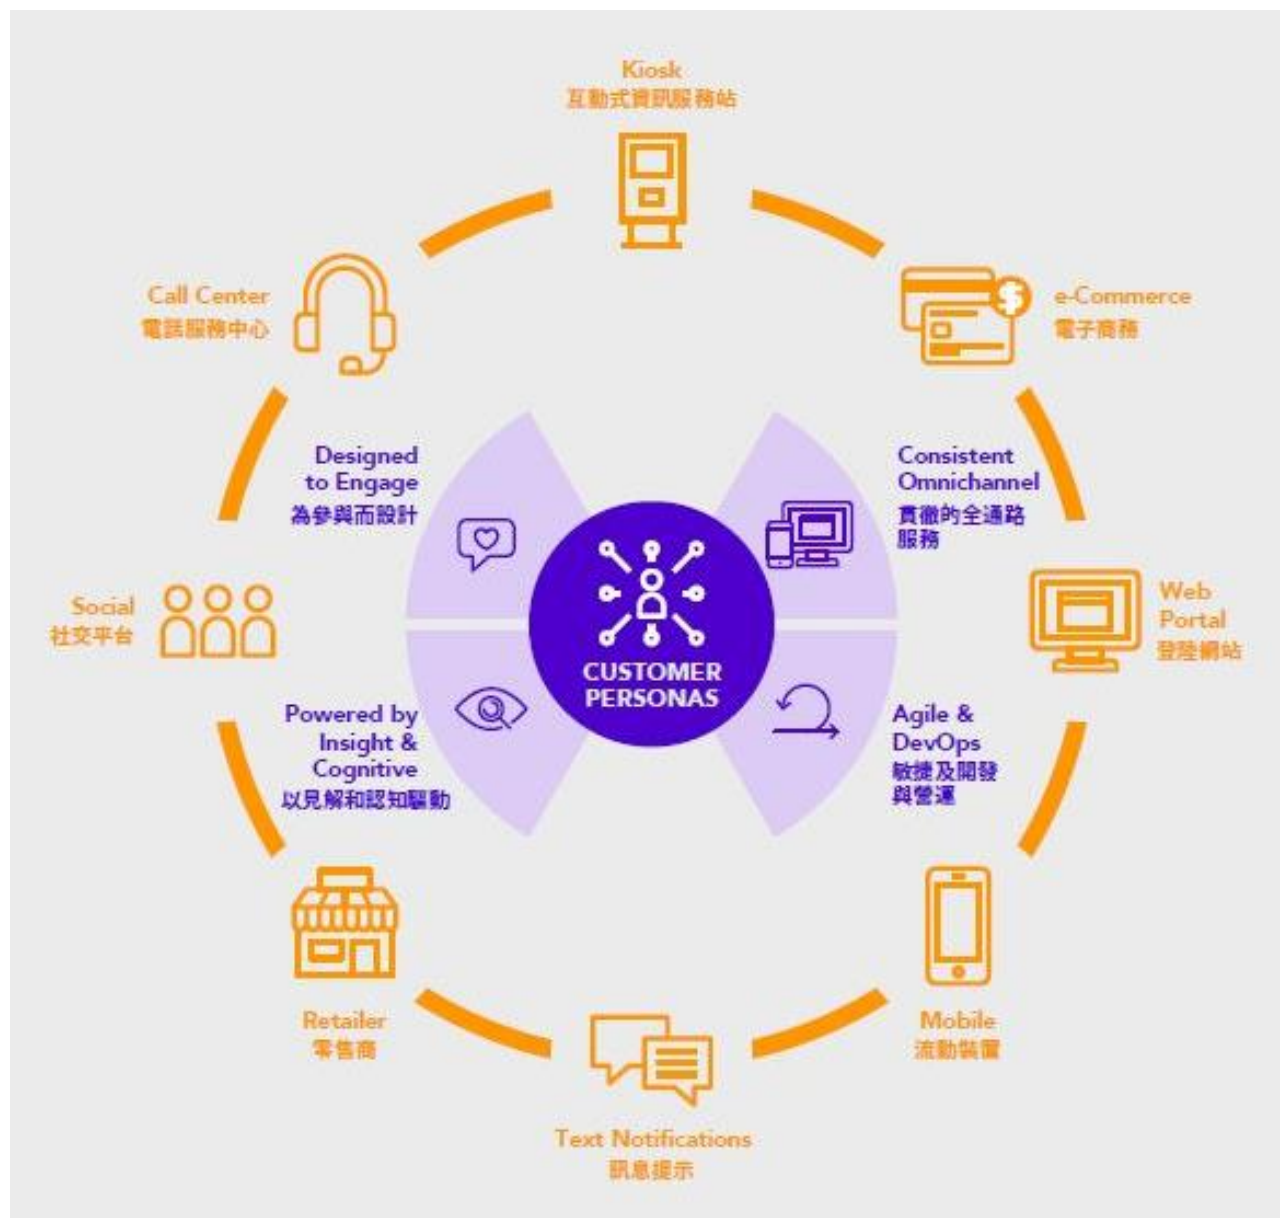 Kiosk
互動式資訊服務站
Call Center
電話服務中心
e-Commerce
電子商務
Designed
to Engage
為參與而設計
Consistent
Omnichannel
貫徹的全通路
服務
Social
社交平台
CUSTOMER
PERSONAS
Web
Portal
登陸網站
Powered by
Insight &
Cognitive
以見解和認知驅動
Agile &
DevOps
敏捷及開發
與營運
Retailer
零售商
Mobile
流動裝置
Text Notifications
訊息提示